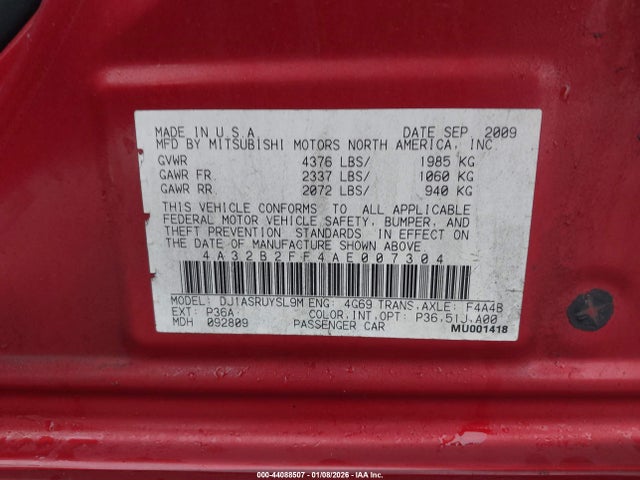 MADE IN U.S.A. DATE SEP. 2009
MFD BY MITSUBISHI MOTORS NORTH AMERICA, INC
GVWR 4376 LBS/ 1985 KG
GAWR FR 2337 LBS/ 1060 KG
GAWR RR 2072 LBS/ 940 KG
THIS VEHICLE CONFORMS TO ALL APPLICABLE
FEDERAL MOTOR VEHICLE SAFETY, BUMPER, AND
THEFT PREVENTION STANDARDS IN EFFECT ON
THE DATE OF MANUFACTURE SHOWN ABOVE.
4A32B2FF4AE007304
MODEL: DJ1ASRUYSL9M ENG: 4G69 TRANS.AXLE: F4A4B
EXT: P36A COLOR.INT.OPT: P36.51J.A00
MDH 092809 PASSENGER CAR MU001418
000-44088507 - 01/08/2026 - IAA Inc.